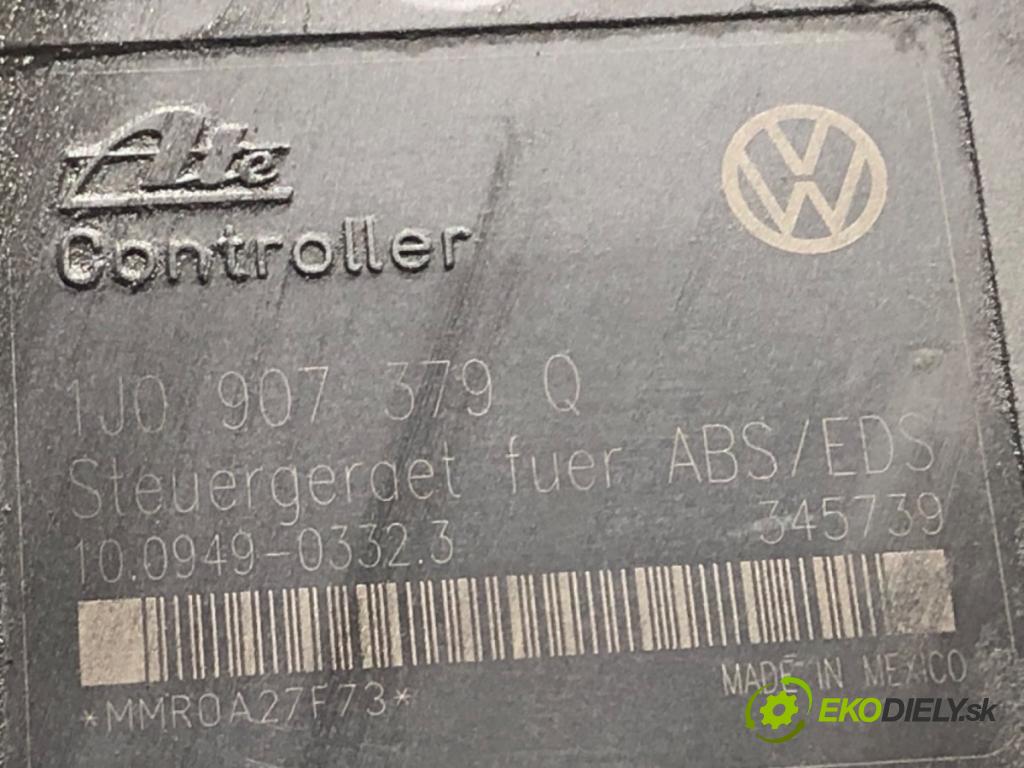 Ate
Controller
1J0 907 379 Q
Steuergeraet fuer ABS/EDS
10.0949-0332.3 345739
*MMR0A27F73*
MADE IN MEXICO
EKODIELY.sk